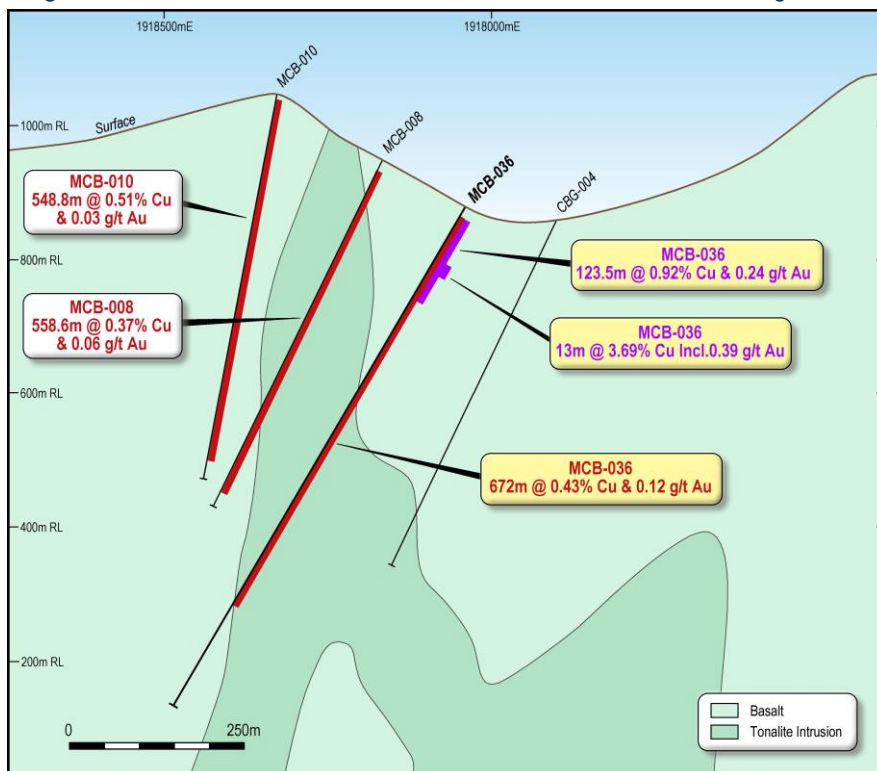 1918500mE
1918000mE
MCB-010
MCB-008
MCB-036
CBG-004
Surface
1000m RL
800m RL
600m RL
400m RL
200m RL
MCB-010
548.8m @ 0.51% Cu
& 0.03 g/t Au
MCB-008
558.6m @ 0.37% Cu
& 0.06 g/t Au
MCB-036
123.5m @ 0.92% Cu & 0.24 g/t Au
MCB-036
13m @ 3.69% Cu Incl.0.39 g/t Au
MCB-036
672m @ 0.43% Cu & 0.12 g/t Au
0
250m
Basalt
Tonalite Intrusion